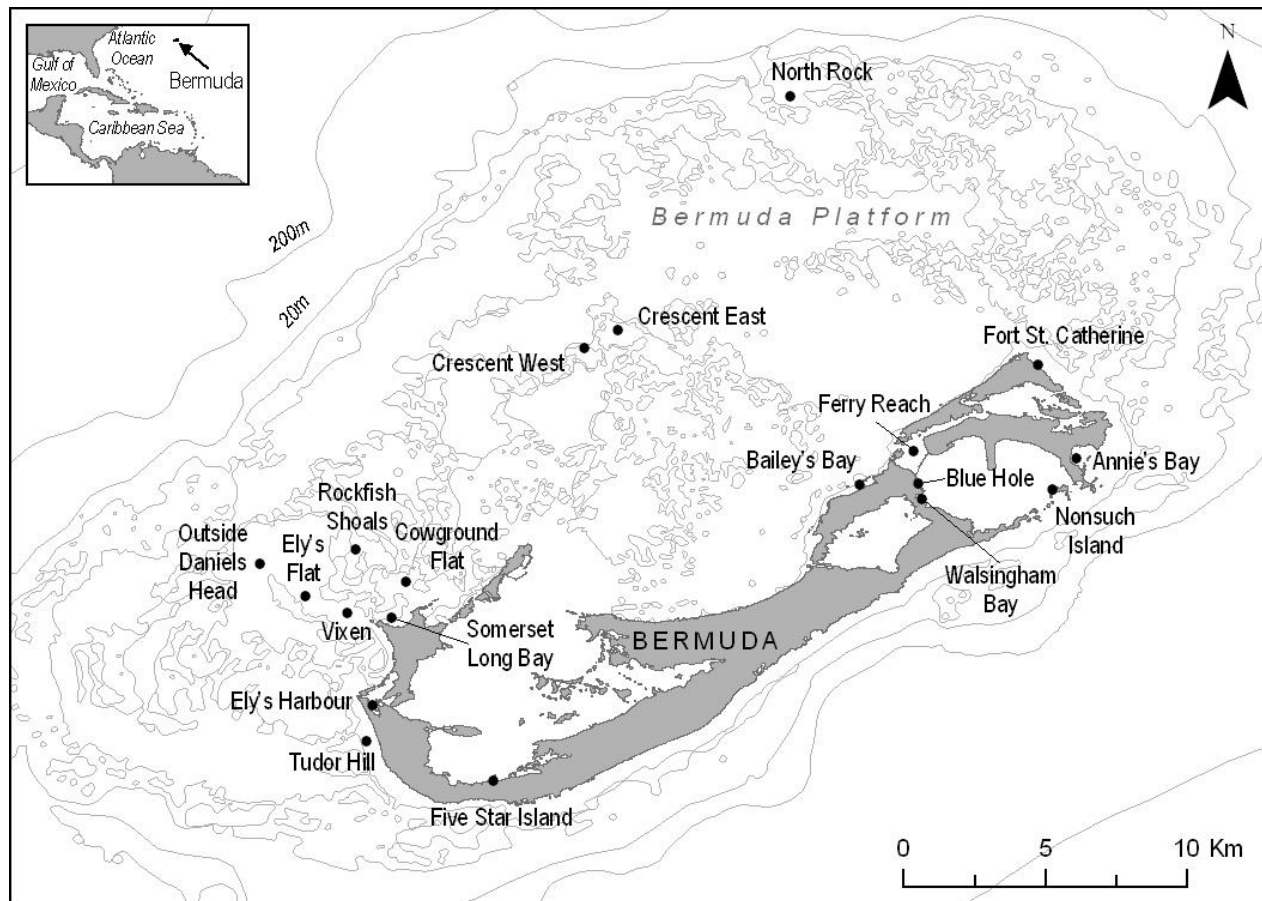 Atlantic
Ocean
Gulf of
Mexico
Bermuda
Caribbean Sea
N
North Rock
Bermuda Platform
200m
20m
Crescent East
Crescent West
Fort St. Catherine
Ferry Reach
Bailey's Bay
Blue Hole
Annie's Bay
Nonsuch
Island
Walsingham
Bay
Rockfish
Shoals
Cowground
Flat
Outside
Daniels
Head
Ely's
Flat
Vixen
Somerset
Long Bay
BERMUDA
Ely's Harbour
Tudor Hill
Five Star Island
0 5 10 Km